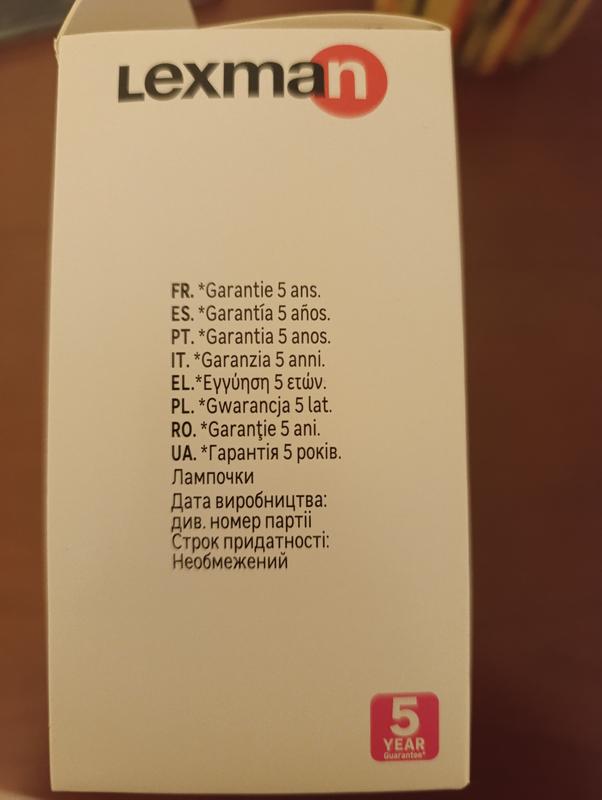 Lexman
FR. *Garantie 5 ans.
ES. *Garantía 5 años.
PT. *Garantia 5 anos.
IT. *Garanzia 5 anni.
EL.*Εγγύηση 5 ετών.
PL. *Gwarancja 5 lat.
RO. *Garanţie 5 ani.
UA. *Гарантія 5 років.
Лампочки
Дата виробництва:
див. номер партії
Строк придатності:
Необмежений
5
YEAR
Guarantee*